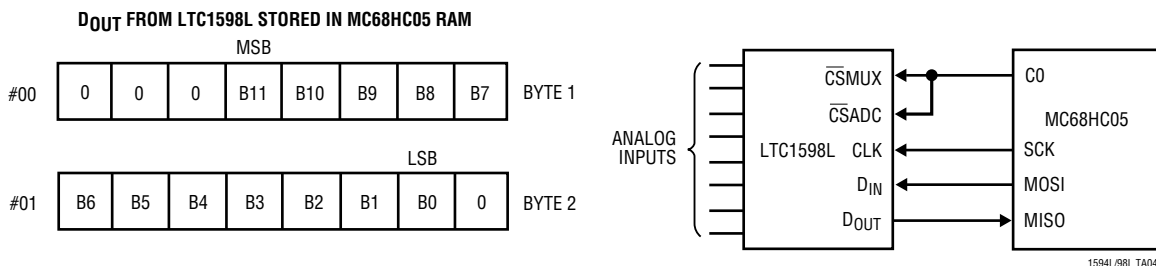 DOUT FROM LTC1598L STORED IN MC68HC05 RAM
MSB
#00 0 0 0 B11 B10 B9 B8 B7 BYTE 1
LSB
#01 B6 B5 B4 B3 B2 B1 B0 0 BYTE 2
ANALOG
INPUTS
LTC1598L
CSMUX
CSADC
CLK
DIN
DOUT
C0
MC68HC05
SCK
MOSI
MISO
1594L/98L TA04